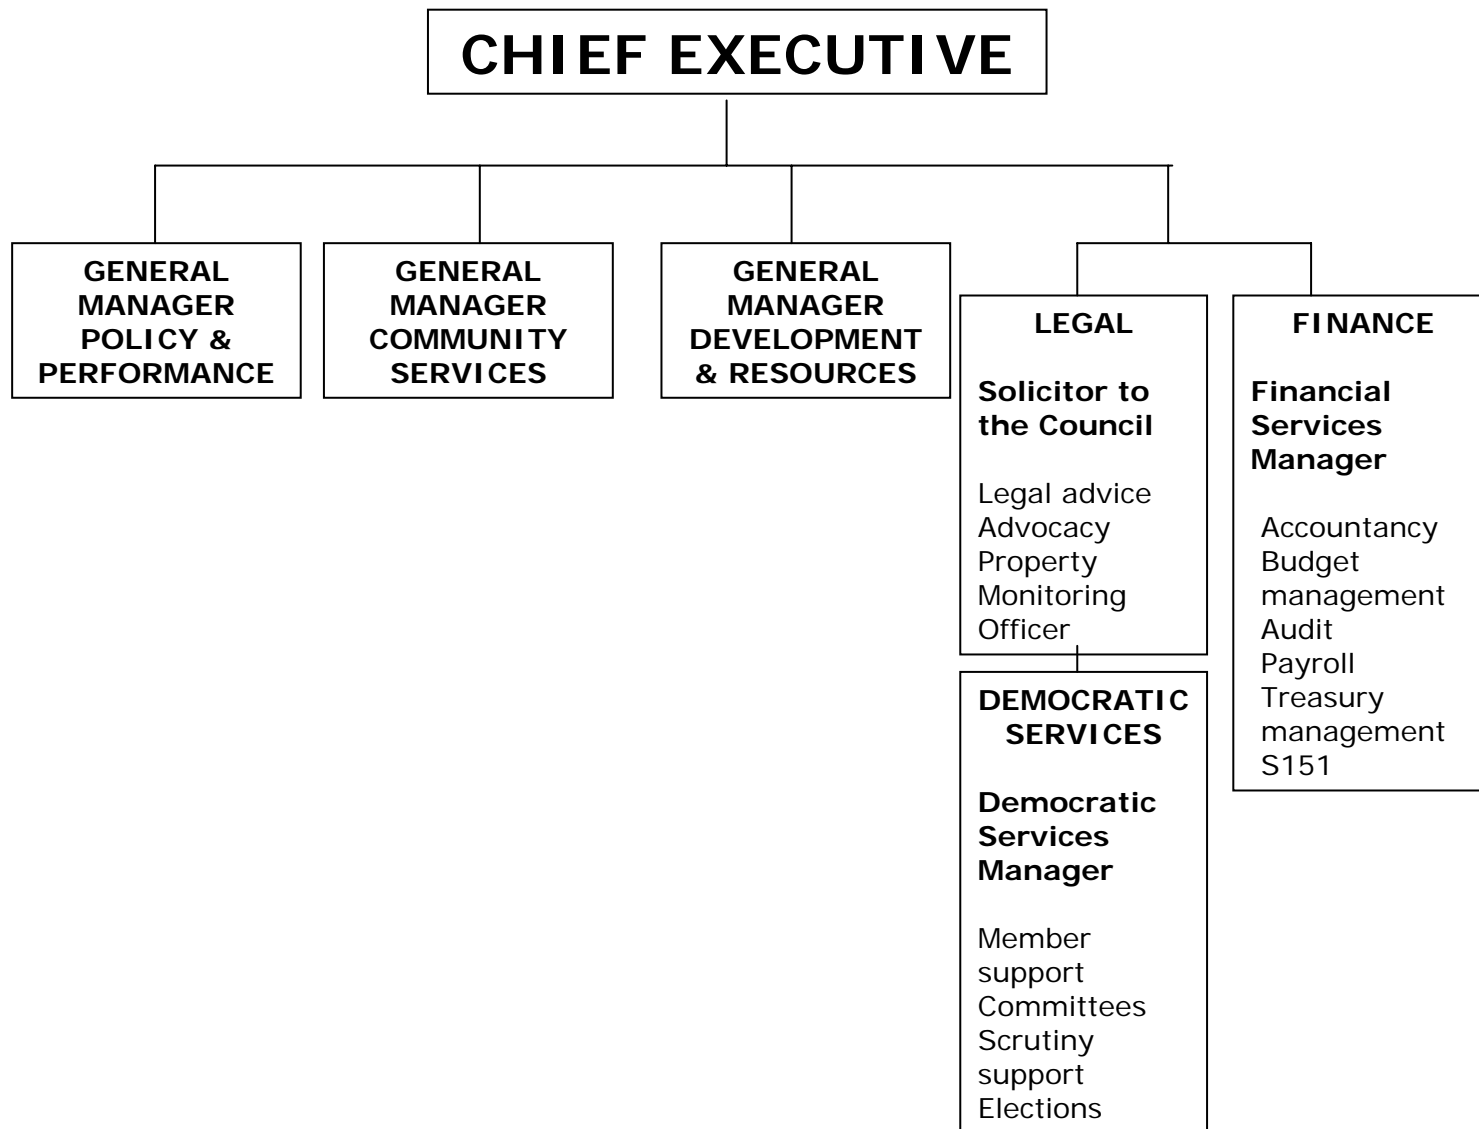 CHIEF EXECUTIVE
GENERAL
MANAGER
POLICY &
PERFORMANCE
GENERAL
MANAGER
COMMUNITY
SERVICES
GENERAL
MANAGER
DEVELOPMENT
& RESOURCES
LEGAL
Solicitor to
the Council
Legal advice
Advocacy
Property
Monitoring
Officer
FINANCE
Financial
Services
Manager
Accountancy
Budget
management
Audit
Payroll
Treasury
management
S151
DEMOCRATIC
SERVICES
Democratic
Services
Manager
Member
support
Committees
Scrutiny
support
Elections